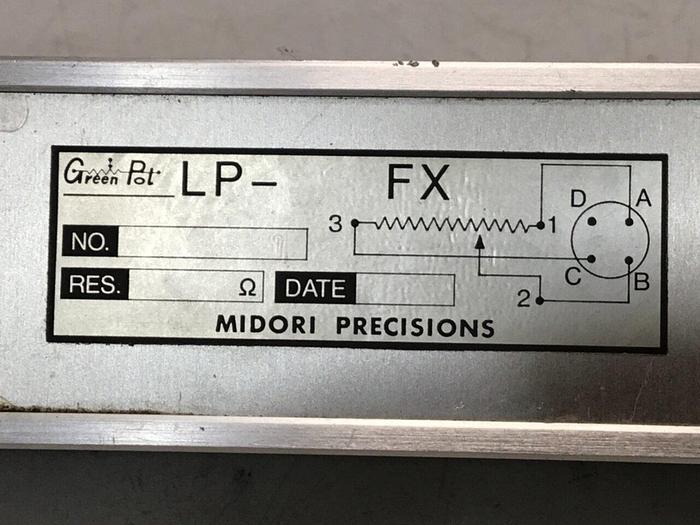 Green Pot LP- FX
3 1 D A
NO.
C B
RES. Ω DATE 2
MIDORI PRECISIONS